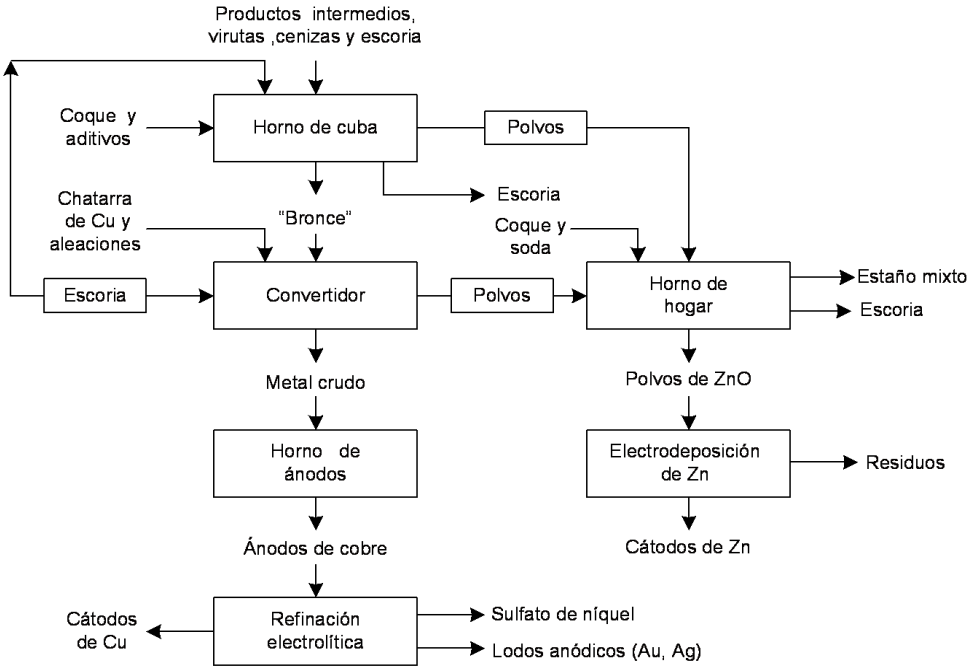 Productos intermedios,
virutas ,cenizas y escoria
Coque y
aditivos
Horno de cuba
Polvos
Escoria
Chatarra
de Cu y
aleaciones
"Bronce"
Coque y
soda
Escoria
Convertidor
Polvos
Horno de
hogar
Estaño mixto
Escoria
Metal crudo
Polvos de ZnO
Horno de
ánodos
Electrodeposición
de Zn
Residuos
Ánodos de cobre
Cátodos de Zn
Cátodos
de Cu
Refinación
electrolítica
Sulfato de níquel
Lodos anódicos (Au, Ag)